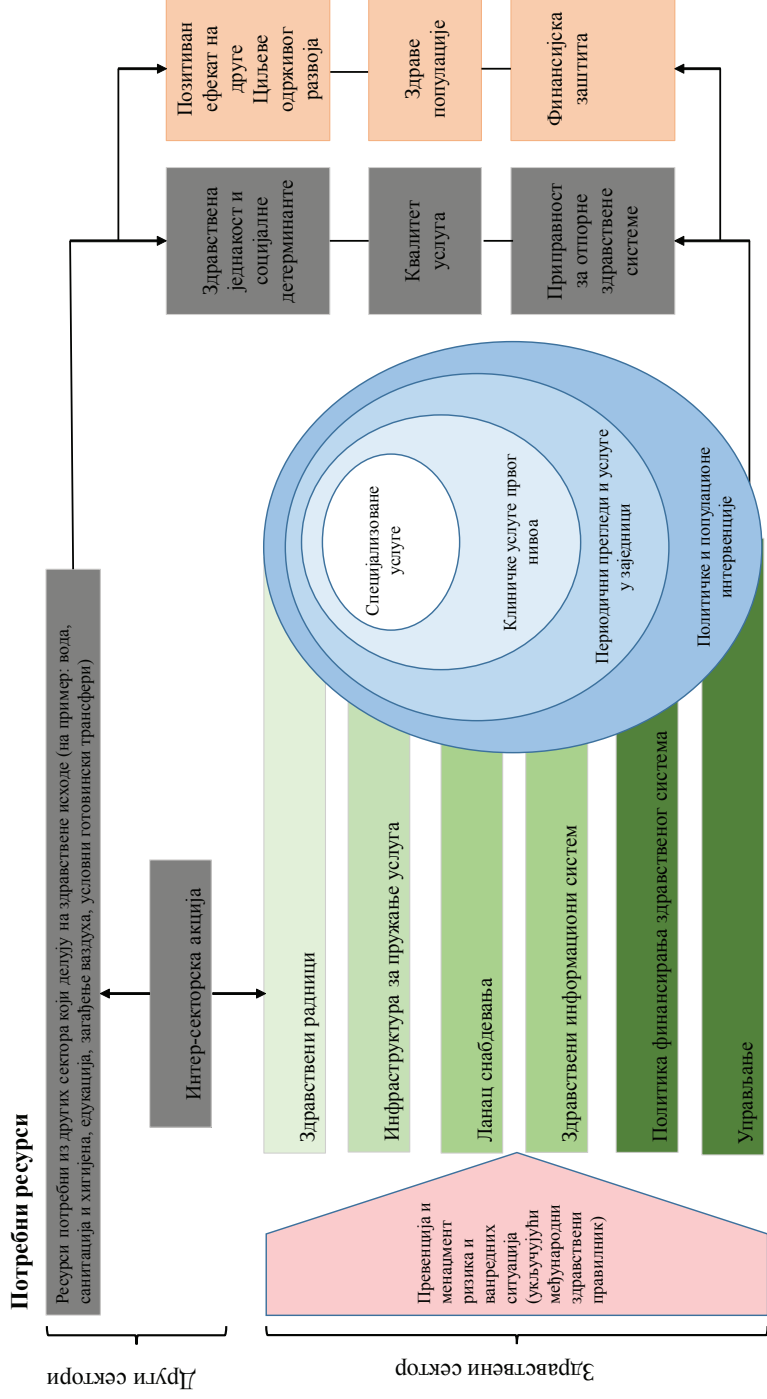 Потребни ресурси
Други сектори
Ресурси потребни из других сектора који делују на здравствене исходе (на пример: вода,
санитација и хигијена, едукација, загађење ваздуха, условни готовински трансфери)
Интер-секторска акција
Здравствени сектор
Превенција и
менаџмент
ризика и
ванредних
ситуација
(укључујући
међународни
здравствени
правилник)
Здравствени радници
Инфраструктура за пружање услуга
Ланац снабдевања
Здравствени информациони систем
Политика финансирања здравственог система
Управљање
Специјализоване
услуге
Клиничке услуге првог
нивоа
Периодични прегледи и услуге
у заједници
Политичке и популационе
интервенције
Здравствена
једнакост и
социјалне
детерминанте
Квалитет
услуга
Приправност
за отпорне
здравствене
системе
Позитиван
ефекат на
друге
Циљеве
одрживог
развоја
Здраве
популације
Финансијска
заштита